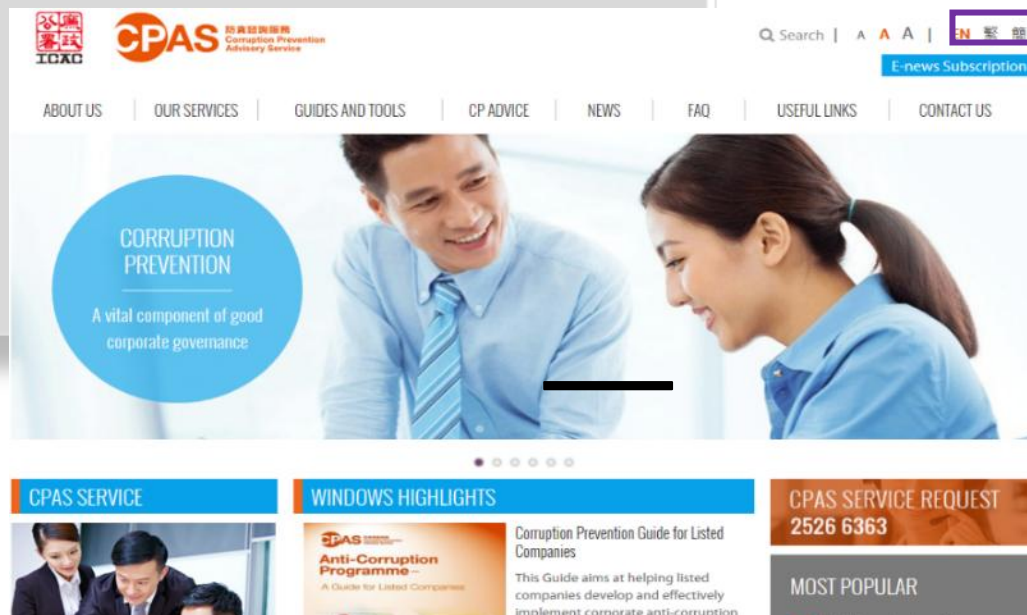 廉政
公署
ICAC
CPAS 防貪諮詢服務
Corruption Prevention
Advisory Service
Search | A A A | EN 繁 簡
E-news Subscription
ABOUT US | OUR SERVICES | GUIDES AND TOOLS | CP ADVICE | NEWS | FAQ | USEFUL LINKS | CONTACT US
CORRUPTION
PREVENTION
A vital component of good
corporate governance
CPAS SERVICE
WINDOWS HIGHLIGHTS
CPAS
Anti-Corruption
Programme –
A Guide for Listed Companies
Corruption Prevention Guide for Listed
Companies
This Guide aims at helping listed
companies develop and effectively
implement corporate anti-corruption
CPAS SERVICE REQUEST
2526 6363
MOST POPULAR